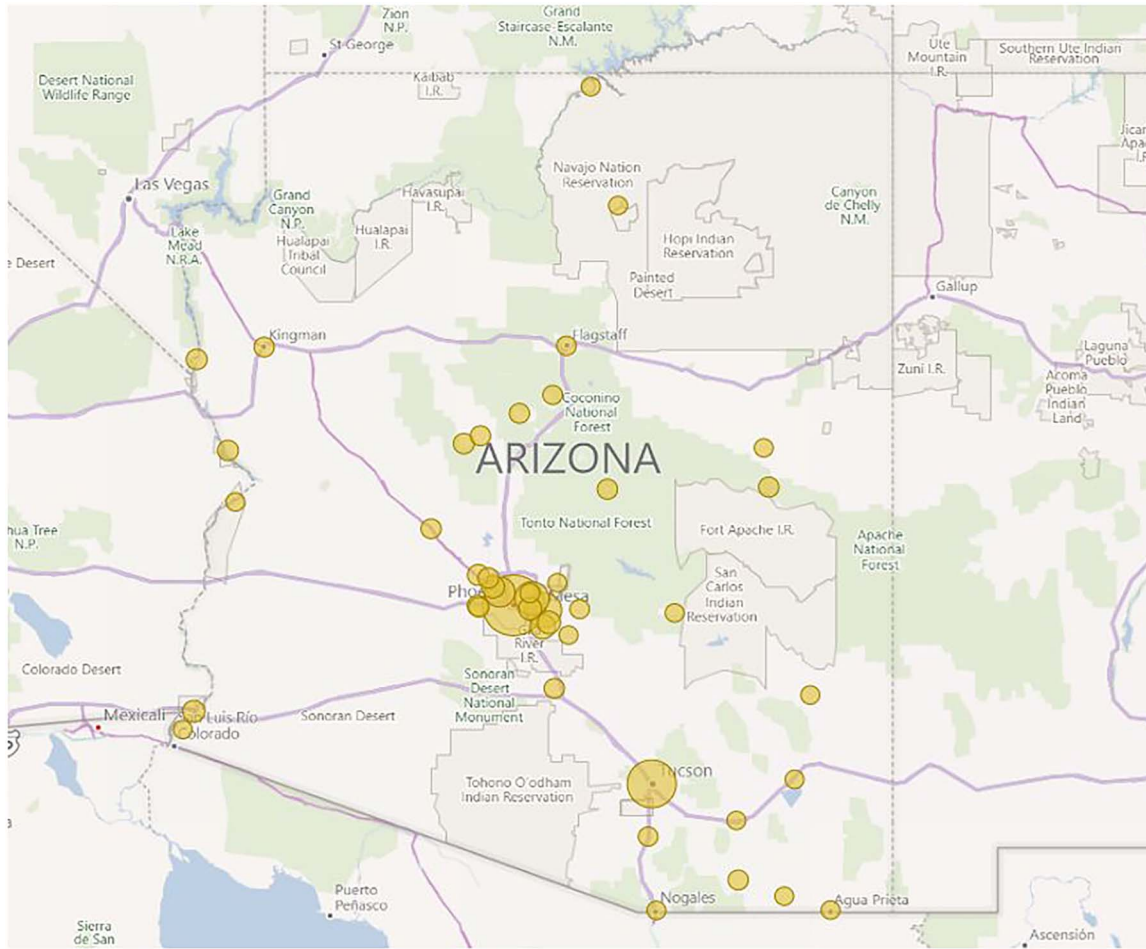 Zion
N.P.
Grand
Staircase-Escalante
N.M.
St George
Ute
Mountain
I.R.
Southern Ute Indian
Reservation
Desert National
Wildlife Range
Kaibab
I.R.
Navajo Nation
Reservation
Las Vegas
Grand
Canyon
N.P.
Havasupai
I.R.
Canyon
de Chelly
N.M.
Lake
Mead
N.R.A.
Hualapai
I.R.
Hualapai
Tribal
Council
Hopi Indian
Reservation
e Desert
Painted
Desert
Gallup
Kingman
Flagstaff
Laguna
Pueblo
Zuni I.R.
Acoma
Pueblo
Indian
Land
Coconino
National
Forest
ARIZONA
Tonto National Forest
Fort Apache I.R.
hua Tree
N.P.
Apache
National
Forest
San
Carlos
Indian
Reservation
Pho
esa
River
I.R.
Colorado Desert
Sonoran
Desert
National
Monument
Mexicali
Luis Río
Colorado
Sonoran Desert
Tucson
Tohono O'odham
Indian Reservation
Puerto
Peñasco
Nogales
Agua Prieta
Sierra
de San
Ascensión